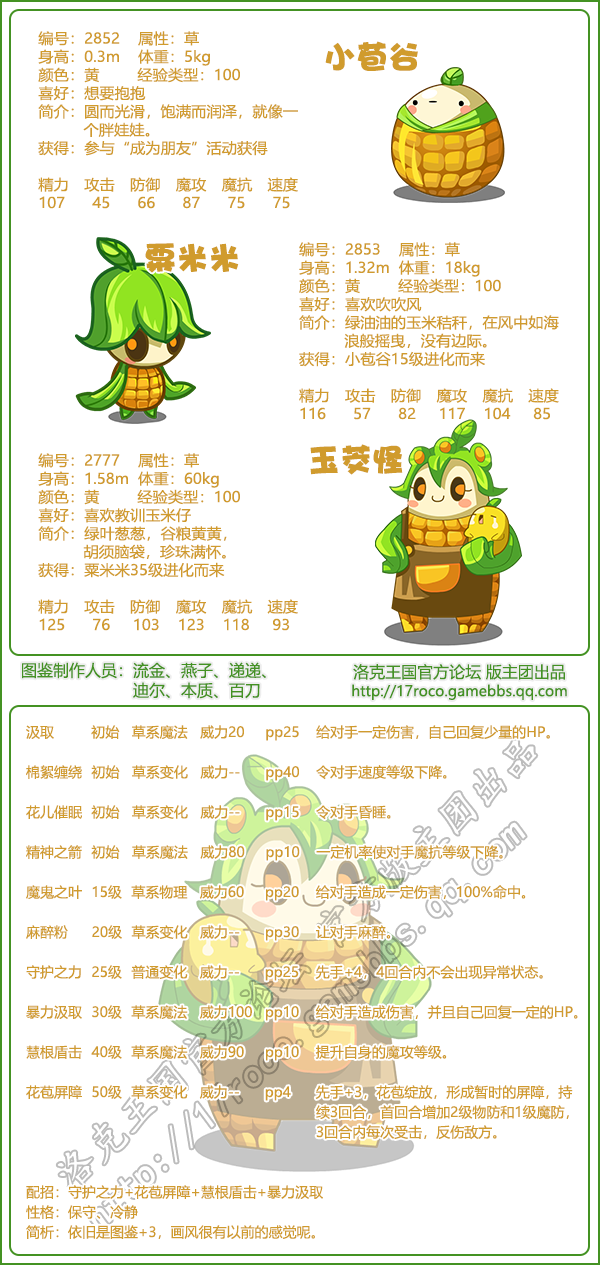 小苞谷
编号：2852 属性：草
身高：0.3m 体重：5kg
颜色：黄 经验类型：100
喜好：想要抱抱
简介：圆而光滑，饱满而润泽，就像一
个胖娃娃。
获得：参与“成为朋友”活动获得
精力 攻击 防御 魔攻 魔抗 速度
107 45 66 87 75 75
粟米米
编号：2853 属性：草
身高：1.32m 体重：18kg
颜色：黄 经验类型：100
喜好：喜欢吹吹风
简介：绿油油的玉米秸秆，在风中如海
浪般摇曳，没有边际。
获得：小苞谷15级进化而来
精力 攻击 防御 魔攻 魔抗 速度
116 57 82 117 104 85
玉茭怪
编号：2777 属性：草
身高：1.58m 体重：60kg
颜色：黄 经验类型：100
喜好：喜欢教训玉米仔
简介：绿叶葱葱，谷粮黄黄，
胡须脑袋，珍珠满怀。
获得：粟米米35级进化而来
精力 攻击 防御 魔攻 魔抗 速度
125 76 103 123 118 93
图鉴制作人员：流金、燕子、递递、
迪尔、本质、百刀
洛克王国官方论坛 版主团出品
http://17roco.gamebbs.qq.com
汲取 初始 草系魔法 威力20 pp25 给对手一定伤害，自己回复少量的HP。
棉絮缠绕 初始 草系变化 威力-- pp40 令对手速度等级下降。
花儿催眠 初始 草系变化 威力-- pp15 令对手昏睡。
精神之箭 初始 草系魔法 威力80 pp10 一定机率使对手魔抗等级下降。
魔鬼之叶 15级 草系物理 威力60 pp20 给对手造成一定伤害，100%命中。
麻醉粉 20级 草系变化 威力-- pp30 让对手麻醉。
守护之力 25级 普通变化 威力-- pp25 先手+4，4回合内不会出现异常状态。
暴力汲取 30级 草系魔法 威力100 pp10 给对手造成伤害，并且自己回复一定的HP。
慧根盾击 40级 草系魔法 威力90 pp10 提升自身的魔攻等级。
花苞屏障 50级 草系变化 威力-- pp4 先手+3，花苞绽放，形成暂时的屏障，持
续3回合，首回合增加2级物防和1级魔防，
3回合内每次受击，反伤敌方。
洛克王国官方论坛 官方版主团出品
http://17roco.gamebbs.qq.com
配招：守护之力+花苞屏障+慧根盾击+暴力汲取
性格：保守、冷静
简析：依旧是图鉴+3，画风很有以前的感觉呢。